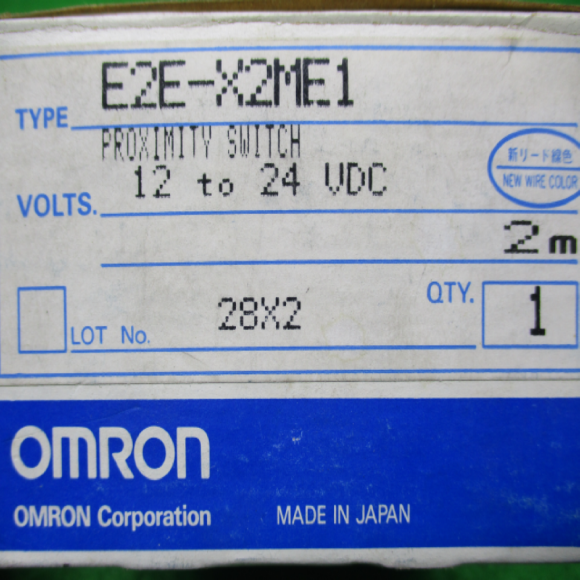 TYPE E2E-X2ME1
PROXIMITY SWITCH
VOLTS. 12 to 24 VDC
新リード線色
NEW WIRE COLOR
2m
LOT No. 28X2 QTY. 1
OMRON
OMRON Corporation MADE IN JAPAN